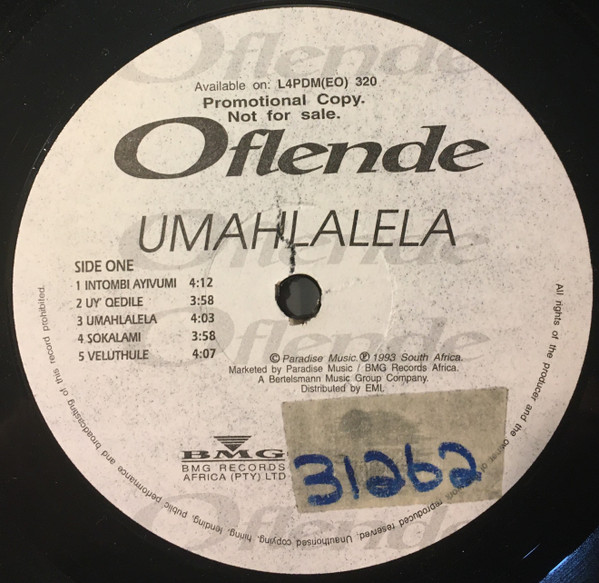 Oflende
Available on: L4PDM(EO) 320
Promotional Copy.
Not for sale.
Oflende
UMAHLALELA
Oflende
SIDE ONE
1 INTOMBI AYIVUMI 4:12
2 UY' QEDILE 3:58
3 UMAHLALELA 4:03
4 SOKALAMI 3:58
5 VELUTHULE 4:07
Oflende
© Paradise Music. ℗ 1993 South Africa.
Marketed by Paradise Music / BMG Records Africa.
A Bertelsmann Music Group Company.
Distributed by EMI.
BMG
BMG RECORDS
AFRICA (PTY) LTD
31262
All rights of the producer and the owner of work reproduced reserved. Unauthorised copying, hiring, lending, public performance and broadcasting of this record prohibited.
Oflende